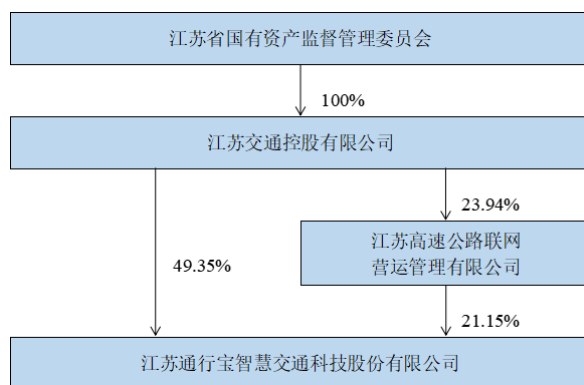 江苏省国有资产监督管理委员会
100%
江苏交通控股有限公司
23.94%
江苏高速公路联网
营运管理有限公司
49.35%
21.15%
江苏通行宝智慧交通科技股份有限公司